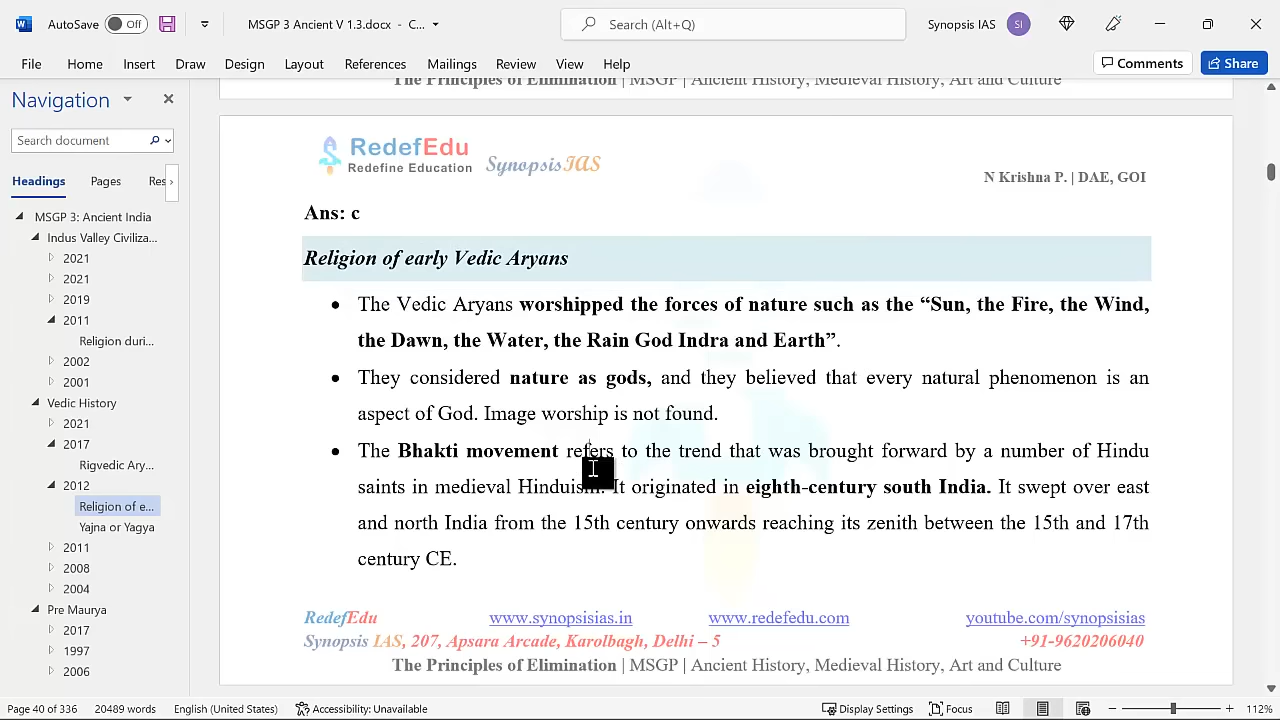 AutoSave Off MSGP 3 Ancient V 1.3.docx - C... Search (Alt+Q) Synopsis IAS SI
File Home Insert Draw Design Layout References Mailings Review View Help Comments Share
The Principles of Elimination | MSGP | Ancient History, Medieval History, Art and Culture
Navigation
Search document
Headings Pages Res
MSGP 3: Ancient India
Indus Valley Civiliza...
2021
2021
2019
2011
Religion duri...
2002
2001
Vedic History
2021
2017
Rigvedic Ary...
2012
Religion of e...
Yajna or Yagya
2011
2008
2004
Pre Maurya
2017
1997
2006
RedefEdu
Redefine Education
SynopsisIAS
N Krishna P. | DAE, GOI
Ans: c
Religion of early Vedic Aryans
• The Vedic Aryans worshipped the forces of nature such as the “Sun, the Fire, the Wind,
the Dawn, the Water, the Rain God Indra and Earth”.
• They considered nature as gods, and they believed that every natural phenomenon is an
aspect of God. Image worship is not found.
• The Bhakti movement refers to the trend that was brought forward by a number of Hindu
saints in medieval Hinduism. It originated in eighth-century south India. It swept over east
and north India from the 15th century onwards reaching its zenith between the 15th and 17th
century CE.
RedefEdu www.synopsisias.in www.redefedu.com youtube.com/synopsisias
Synopsis IAS, 207, Apsara Arcade, Karolbagh, Delhi – 5 +91-9620206040
The Principles of Elimination | MSGP | Ancient History, Medieval History, Art and Culture
Page 40 of 336 20489 words English (United States) Accessibility: Unavailable Display Settings Focus 112%